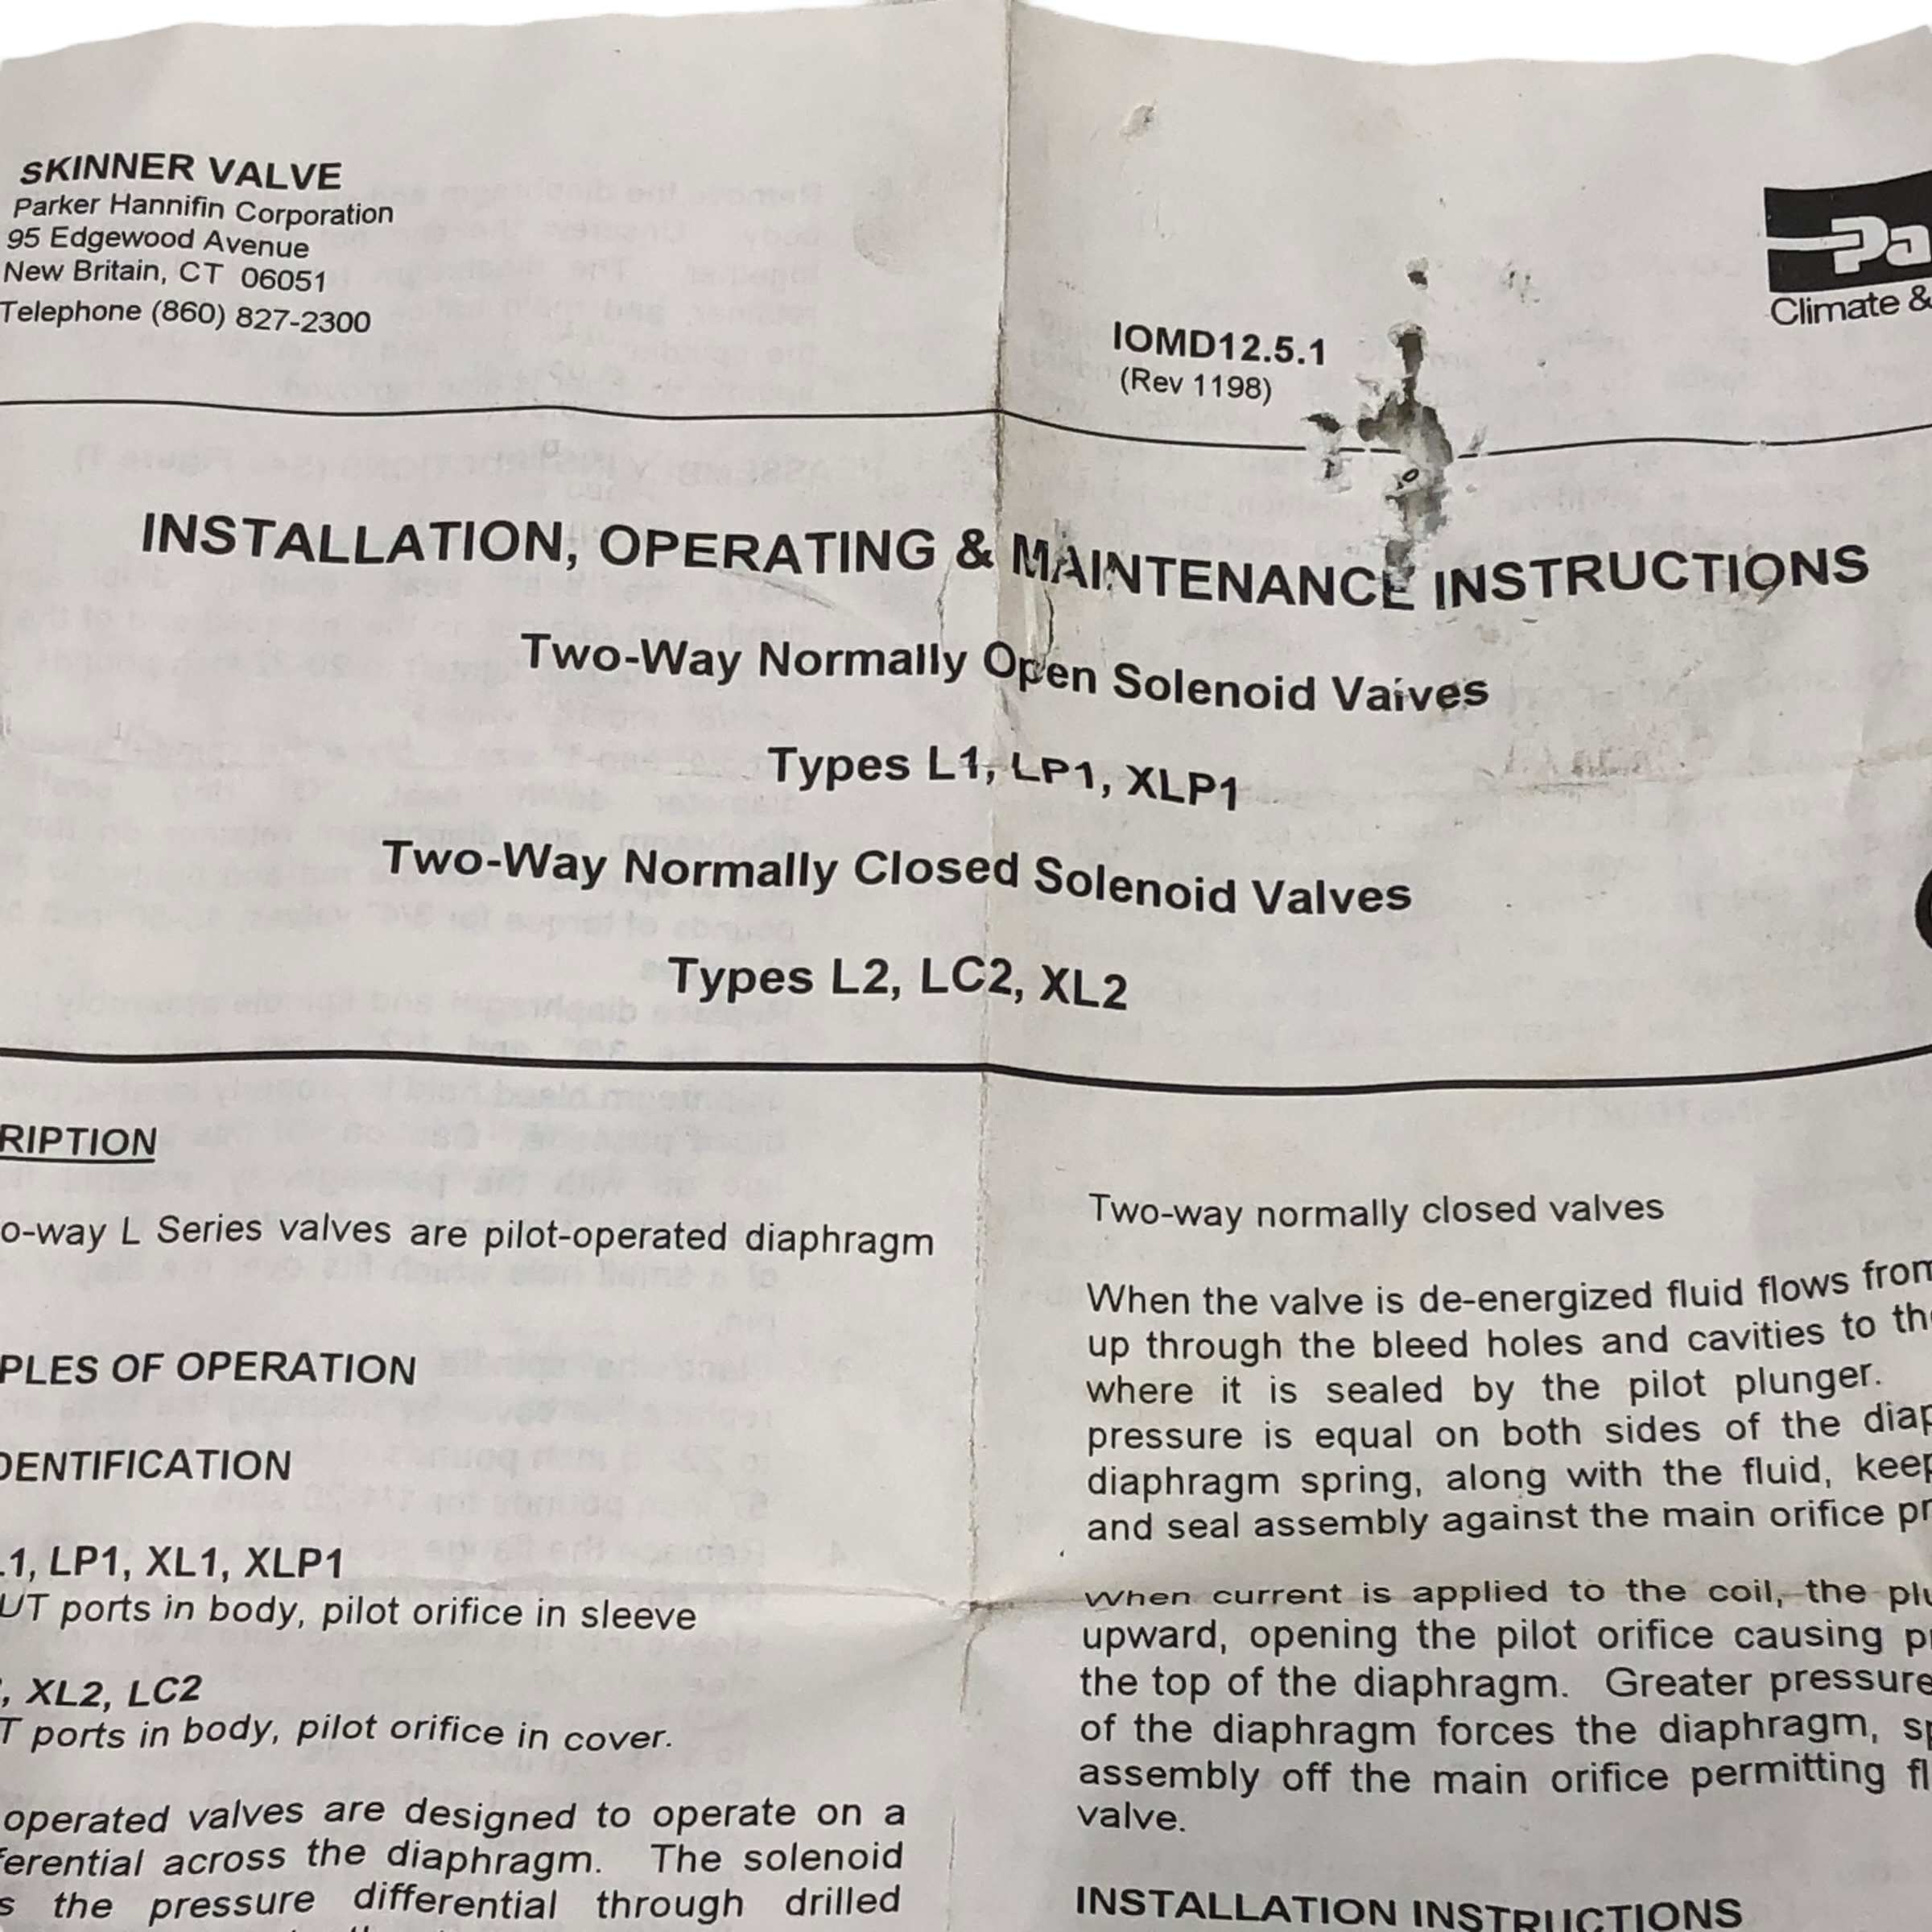 SKINNER VALVE
Parker Hannifin Corporation
95 Edgewood Avenue
New Britain, CT 06051
Telephone (860) 827-2300
Pa
Climate &
IOMD12.5.1
(Rev 1198)
INSTALLATION, OPERATING & MAINTENANCE INSTRUCTIONS
Two-Way Normally Open Solenoid Valves
Types L1, LP1, XLP1
Two-Way Normally Closed Solenoid Valves
Types L2, LC2, XL2
RIPTION
o-way L Series valves are pilot-operated diaphragm
PLES OF OPERATION
DENTIFICATION
L1, LP1, XL1, XLP1
UT ports in body, pilot orifice in sleeve
, XL2, LC2
T ports in body, pilot orifice in cover.
operated valves are designed to operate on a
ferential across the diaphragm. The solenoid
s the pressure differential through drilled
Two-way normally closed valves
When the valve is de-energized fluid flows from
up through the bleed holes and cavities to the
where it is sealed by the pilot plunger.
pressure is equal on both sides of the diap
diaphragm spring, along with the fluid, keep
and seal assembly against the main orifice pr
When current is applied to the coil, the plu
upward, opening the pilot orifice causing pr
the top of the diaphragm. Greater pressure
of the diaphragm forces the diaphragm, sp
assembly off the main orifice permitting fl
valve.
INSTALLATION INSTRUCTIONS